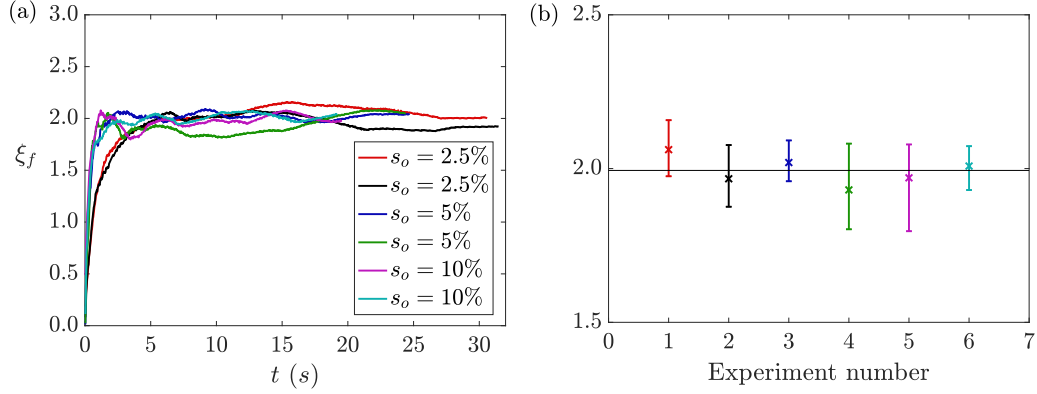 (a)
3.0
2.5
2.0
1.5
1.0
0.5
0.0
ξ_f
0 5 10 15 20 25 30
t (s)
s_o = 2.5%
s_o = 2.5%
s_o = 5%
s_o = 5%
s_o = 10%
s_o = 10%
(b)
2.5
2.0
1.5
0 1 2 3 4 5 6 7
Experiment number